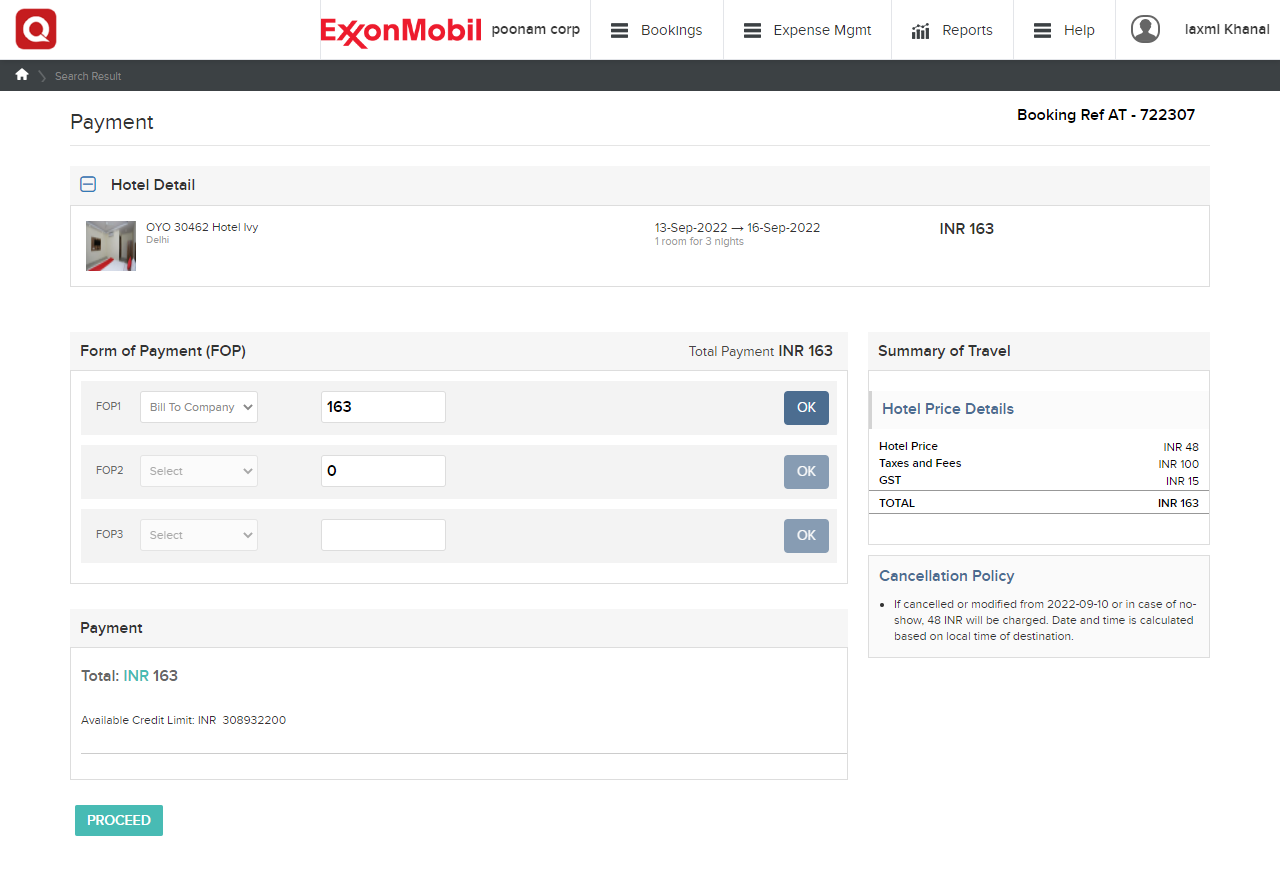 Q
ExxonMobil poonam corp Bookings Expense Mgmt Reports Help laxmi Khanal
Search Result
Payment
Booking Ref AT - 722307
Hotel Detail
OYO 30462 Hotel Ivy 13-Sep-2022 → 16-Sep-2022 INR 163
Delhi 1 room for 3 nights
Form of Payment (FOP) Total Payment INR 163
FOP1 Bill To Company 163 OK
FOP2 Select 0 OK
FOP3 Select OK
Payment
Total: INR 163
Available Credit Limit: INR 308932200
PROCEED
Summary of Travel
Hotel Price Details
Hotel Price INR 48
Taxes and Fees INR 100
GST INR 15
TOTAL INR 163
Cancellation Policy
• If cancelled or modified from 2022-09-10 or in case of no-
show, 48 INR will be charged. Date and time is calculated
based on local time of destination.